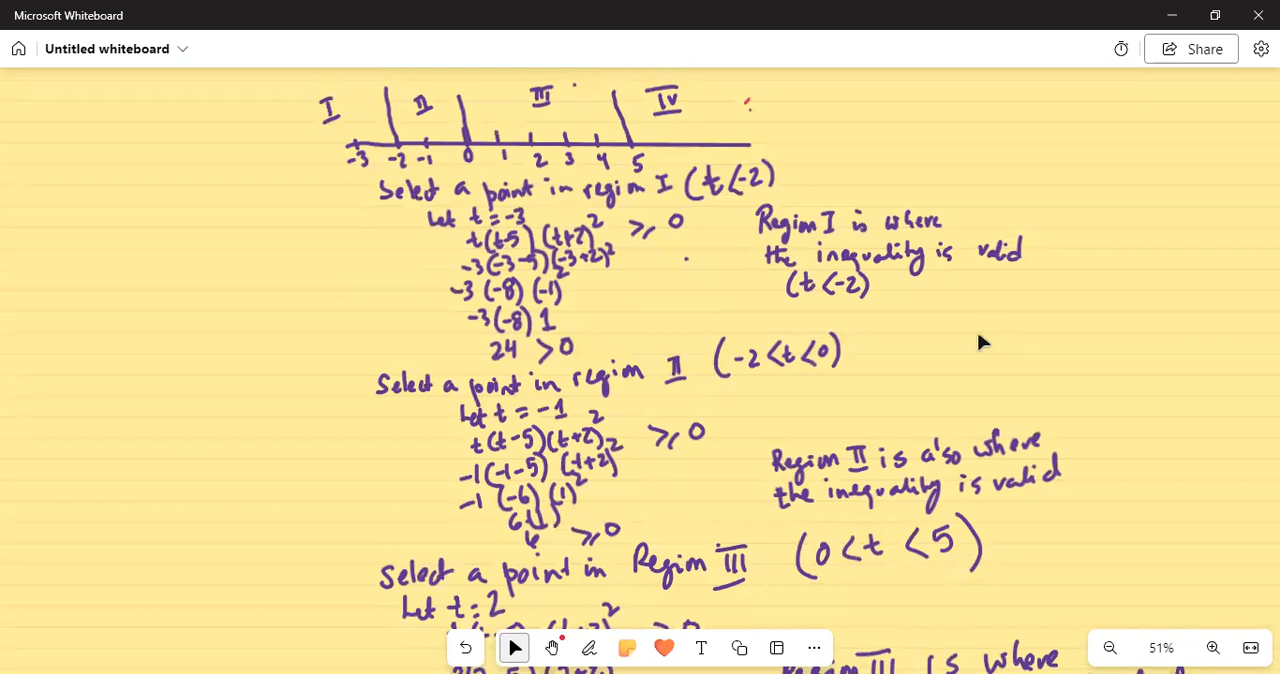 Microsoft Whiteboard
Untitled whiteboard
Share
I II III IV
-3 -2 -1 0 1 2 3 4 5
Select a point in region I (t<-2)
Let t = -3
t(t-5)(t+2)² ⩾ 0
-3(-3-5)(-3+2)²
-3(-8)(-1)²
-3(-8)1
24 >0
Region I is where
the inequality is valid
(t<-2)
Select a point in region II (-2<t<0)
Let t = -1
t(t-5)(t+2)² ⩾ 0
-1(-1-5)(-1+2)²
-1(-6)(1)²
6(1)
6 ⩾0
Region II is also where
the inequality is valid
Select a point in Region III (0<t<5)
Let t = 2
Region III is where
51%